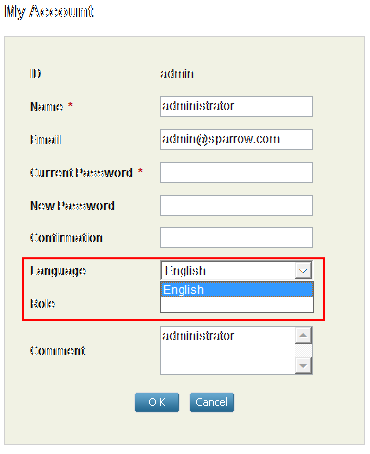 My Account
ID admin
Name * administrator
Email admin@sparrow.com
Current Password *
New Password
Confirmation
Language English
English
Role
Comment administrator
OK Cancel